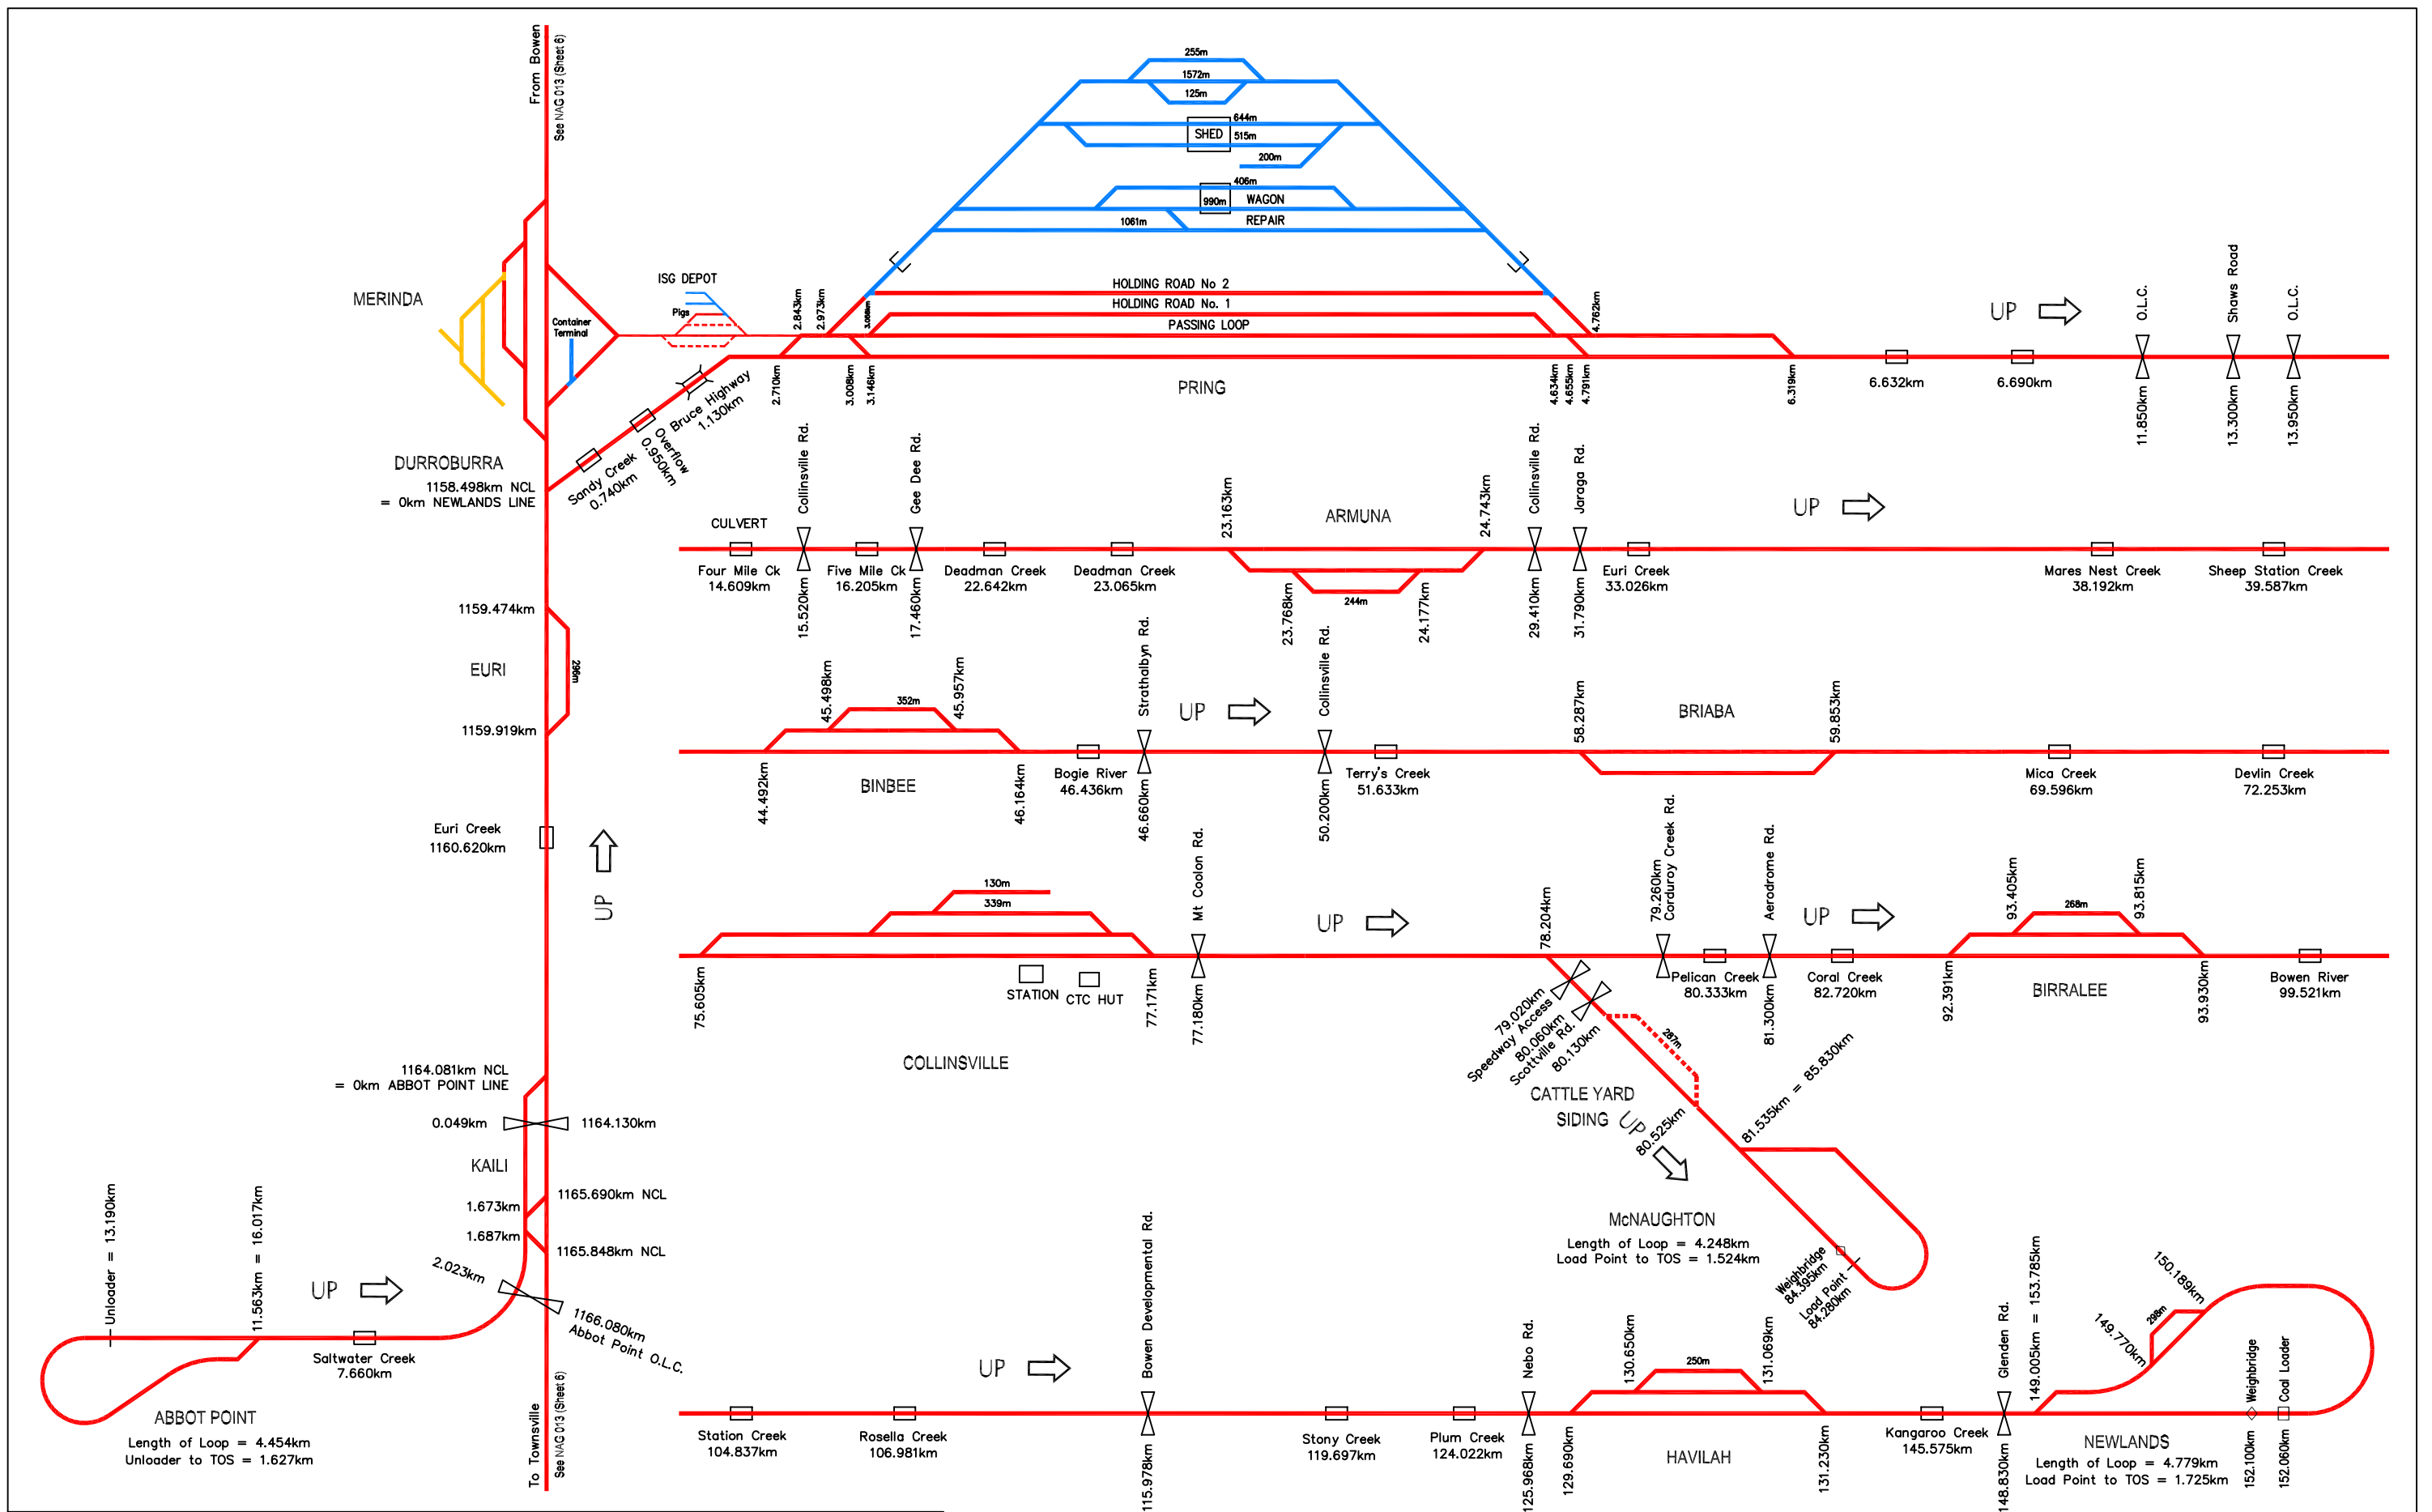 From Bowen
See NAG 013 (Sheet 6)
MERINDA
Container
Terminal
ISG DEPOT
Pigs
255m
1572m
125m
644m
SHED
515m
200m
406m
990m
WAGON
1061m
REPAIR
HOLDING ROAD No 2
HOLDING ROAD No. 1
PASSING LOOP
2.843km
2.973km
3.008km
4.762km
PRING
2.710km
3.008km
3.146km
4.634km
4.655km
4.791km
6.319km
UP
6.632km
6.690km
O.L.C.
11.850km
Shaws Road
13.300km
O.L.C.
13.950km
DURROBURRA
1158.498km NCL
= 0km NEWLANDS LINE
Sandy Creek
0.740km
Overflow
0.950km
Bruce Highway
1.130km
CULVERT
Four Mile Ck
14.609km
Collinsville Rd.
15.520km
Five Mile Ck
16.205km
Gee Dee Rd.
17.460km
Deadman Creek
22.642km
Deadman Creek
23.065km
23.163km
ARMUNA
24.743km
23.768km
244m
24.177km
Collinsville Rd.
29.410km
Jaraga Rd.
31.790km
Euri Creek
33.026km
UP
Mares Nest Creek
38.192km
Sheep Station Creek
39.587km
1159.474km
EURI
296m
1159.919km
45.498km
352m
45.957km
44.492km
BINBEE
46.164km
Bogie River
46.436km
Strathalbyn Rd.
46.660km
UP
Collinsville Rd.
50.200km
Terry's Creek
51.633km
58.287km
BRIABA
59.853km
Mica Creek
69.596km
Devlin Creek
72.253km
Euri Creek
1160.620km
UP
130m
339m
75.605km
STATION
CTC HUT
77.171km
COLLINSVILLE
Mt Coolon Rd.
77.180km
UP
78.204km
79.260km
Corduroy Creek Rd.
Pelican Creek
80.333km
Aerodrome Rd.
81.300km
UP
Coral Creek
82.720km
93.405km
268m
93.815km
92.391km
BIRRALEE
93.930km
Bowen River
99.521km
79.020km
Speedway Access
80.060km
Scottville Rd.
80.130km
267m
CATTLE YARD
SIDING
UP
80.525km
81.535km = 85.830km
McNAUGHTON
Length of Loop = 4.248km
Load Point to TOS = 1.524km
Weighbridge
84.395km
Load Point
84.280km
1164.081km NCL
= 0km ABBOT POINT LINE
0.049km
1164.130km
KAILI
1.673km
1165.690km NCL
1.687km
1165.848km NCL
2.023km
1166.080km
Abbot Point O.L.C.
Unloader = 13.190km
11.563km = 16.017km
UP
Saltwater Creek
7.660km
ABBOT POINT
Length of Loop = 4.454km
Unloader to TOS = 1.627km
To Townsville
See NAG 013 (Sheet 6)
Station Creek
104.837km
Rosella Creek
106.981km
UP
Bowen Developmental Rd.
115.978km
Stony Creek
119.697km
Plum Creek
124.022km
Nebo Rd.
125.968km
129.690km
130.650km
250m
131.069km
HAVILAH
131.230km
Kangaroo Creek
145.575km
Glenden Rd.
148.830km
149.005km = 153.785km
149.770km
298m
150.189km
NEWLANDS
Length of Loop = 4.779km
Load Point to TOS = 1.725km
Weighbridge
152.100km
Coal Loader
152.060km